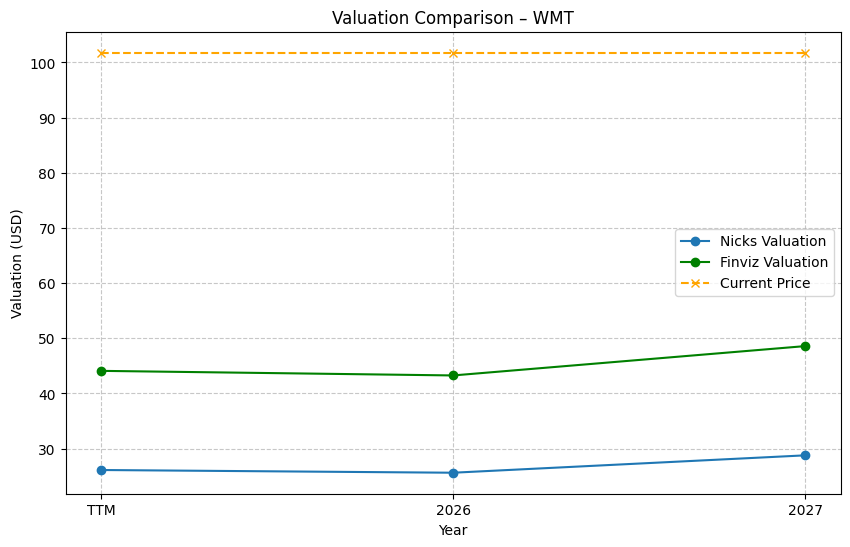 Valuation Comparison – WMT
Valuation (USD)
100
90
80
70
60
50
40
30
Nicks Valuation
Finviz Valuation
Current Price
TTM
2026
2027
Year